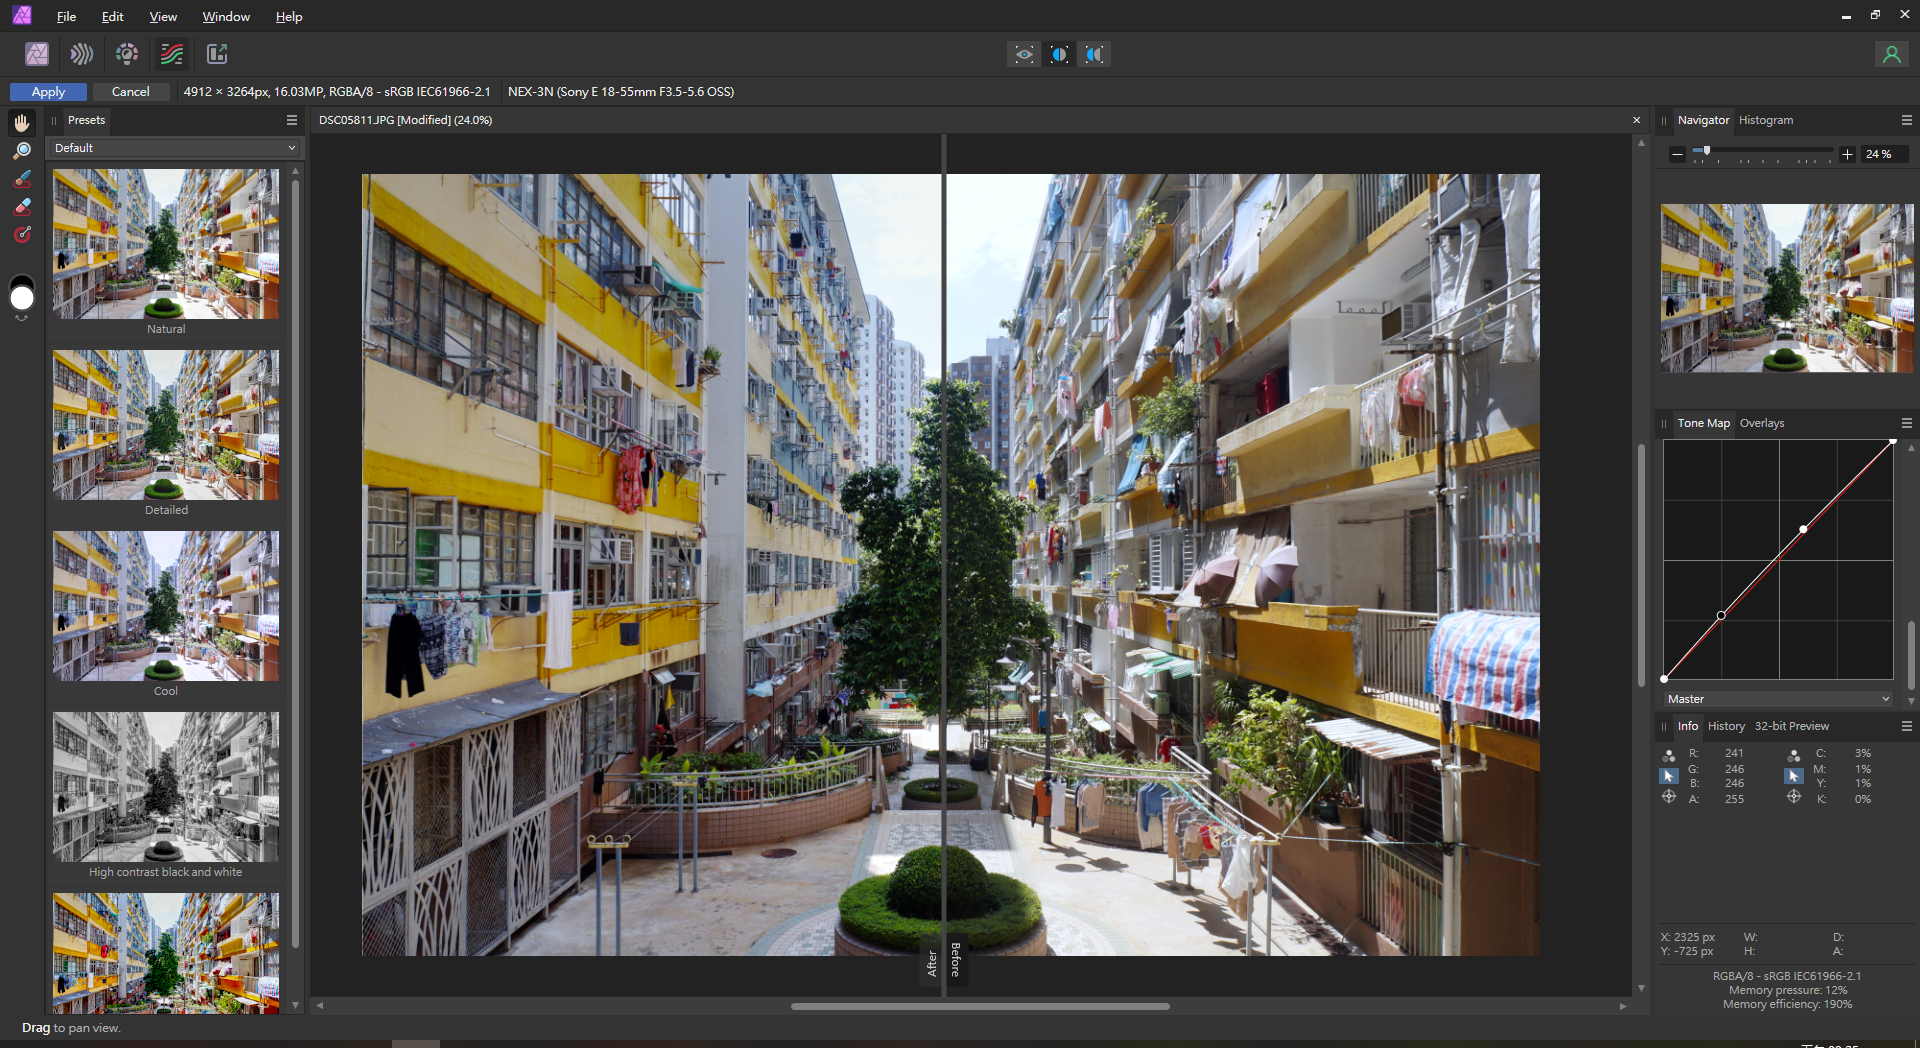 File Edit View Window Help
Apply Cancel 4912 × 3264px, 16.03MP, RGBA/8 - sRGB IEC61966-2.1 NEX-3N (Sony E 18-55mm F3.5-5.6 OSS)
Presets
Default
Natural
Detailed
Cool
High contrast black and white
DSC05811.JPG [Modified] (24.0%)
After
Before
Navigator Histogram
24 %
Tone Map Overlays
Master
Info History 32-bit Preview
R: 241 C: 3%
G: 246 M: 1%
B: 246 Y: 1%
A: 255 K: 0%
X: 2325 px W: D:
Y: -725 px H: A:
RGBA/8 - sRGB IEC61966-2.1
Memory pressure: 12%
Memory efficiency: 190%
Drag to pan view.